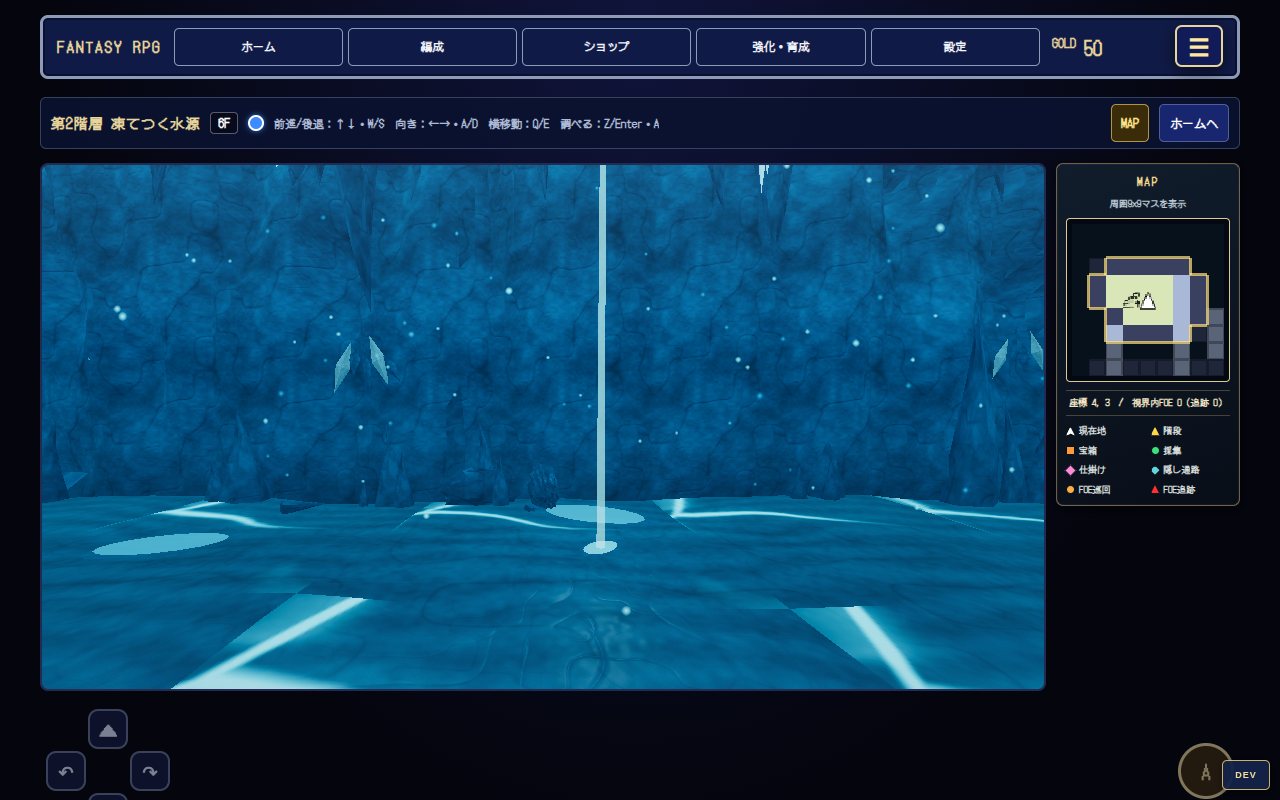 FANTASY RPG
ホーム
編成
ショップ
強化・育成
設定
GOLD 50
第2階層 凍てつく水源
6F
前進/後退：↑↓・W/S 向き：←→・A/D 横移動：Q/E 調べる：Z/Enter・A
MAP
ホームへ
MAP
周囲9x9マスを表示
座標 4, 3 / 視界内FOE 0（追跡 0）
現在地
階段
宝箱
採集
仕掛け
隠し通路
FOE巡回
FOE追跡
A
DEV